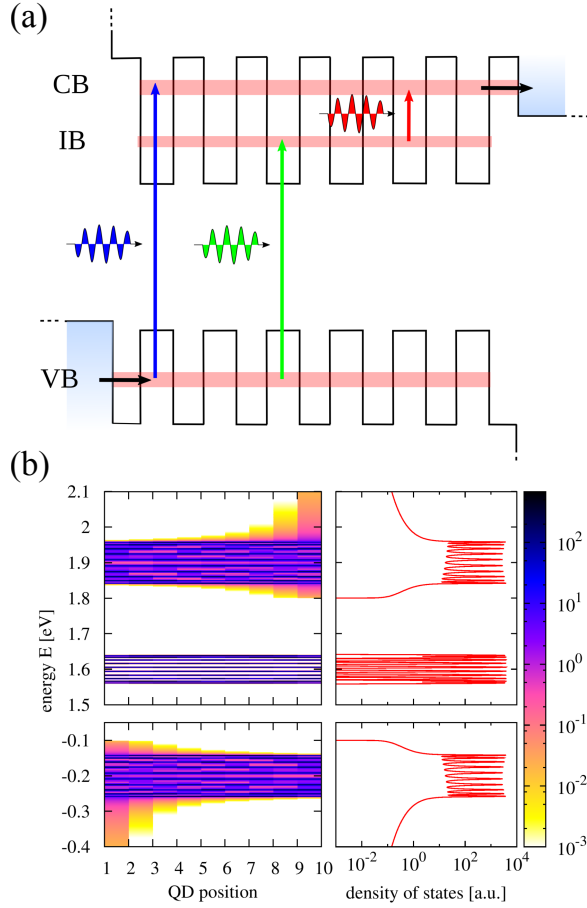 (a)
CB
IB
VB
(b)
energy E [eV]
2.1
2.0
1.9
1.8
1.7
1.6
1.5
-0.1
-0.2
-0.3
-0.4
1 2 3 4 5 6 7 8 9 10
QD position
10^-2 10^0 10^2 10^4
density of states [a.u.]
10^2
10^1
10^0
10^-1
10^-2
10^-3